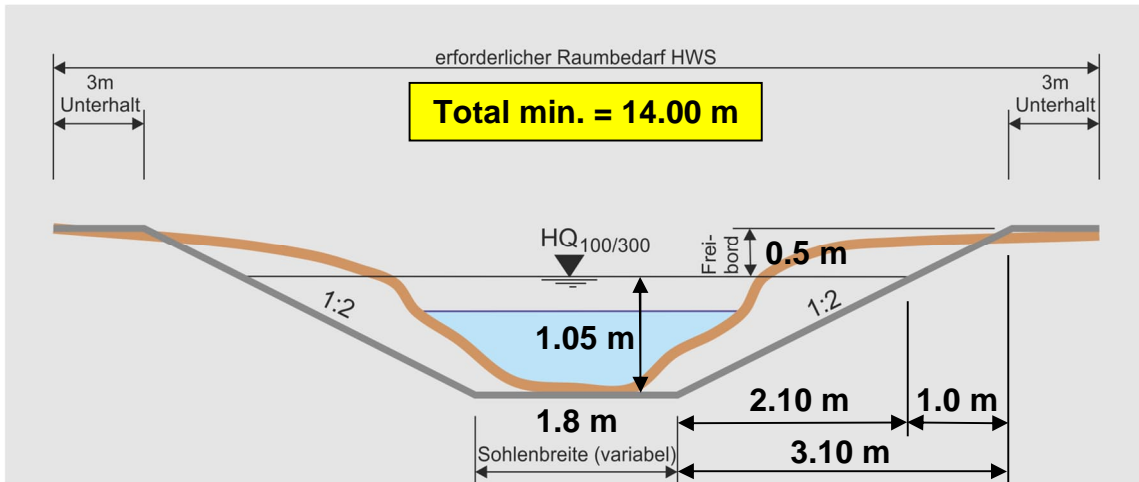 erforderlicher Raumbedarf HWS
3m
Unterhalt
Total min. = 14.00 m
3m
Unterhalt
HQ100/300
Frei-
bord
0.5 m
1:2
1:2
1.05 m
1.8 m
2.10 m
1.0 m
Sohlenbreite (variabel)
3.10 m